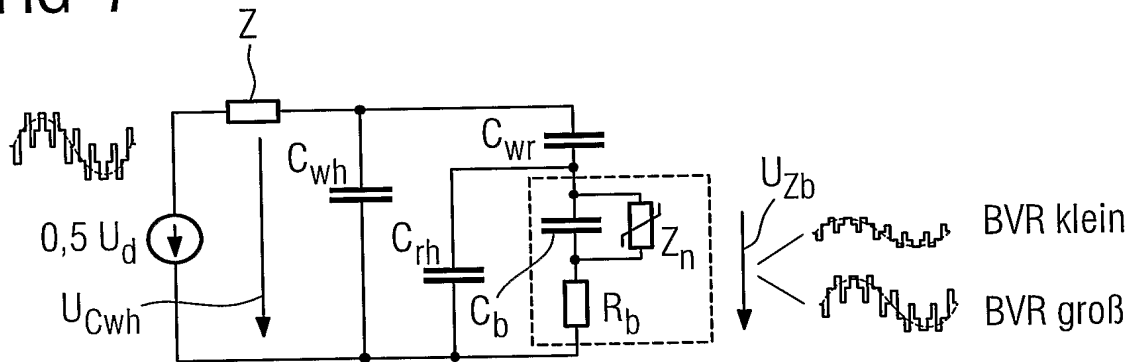 Z
C_wh
C_wr
0,5 U_d
C_rh
U_Cwh
C_b
Z_n
R_b
U_Zb
BVR klein
BVR groß